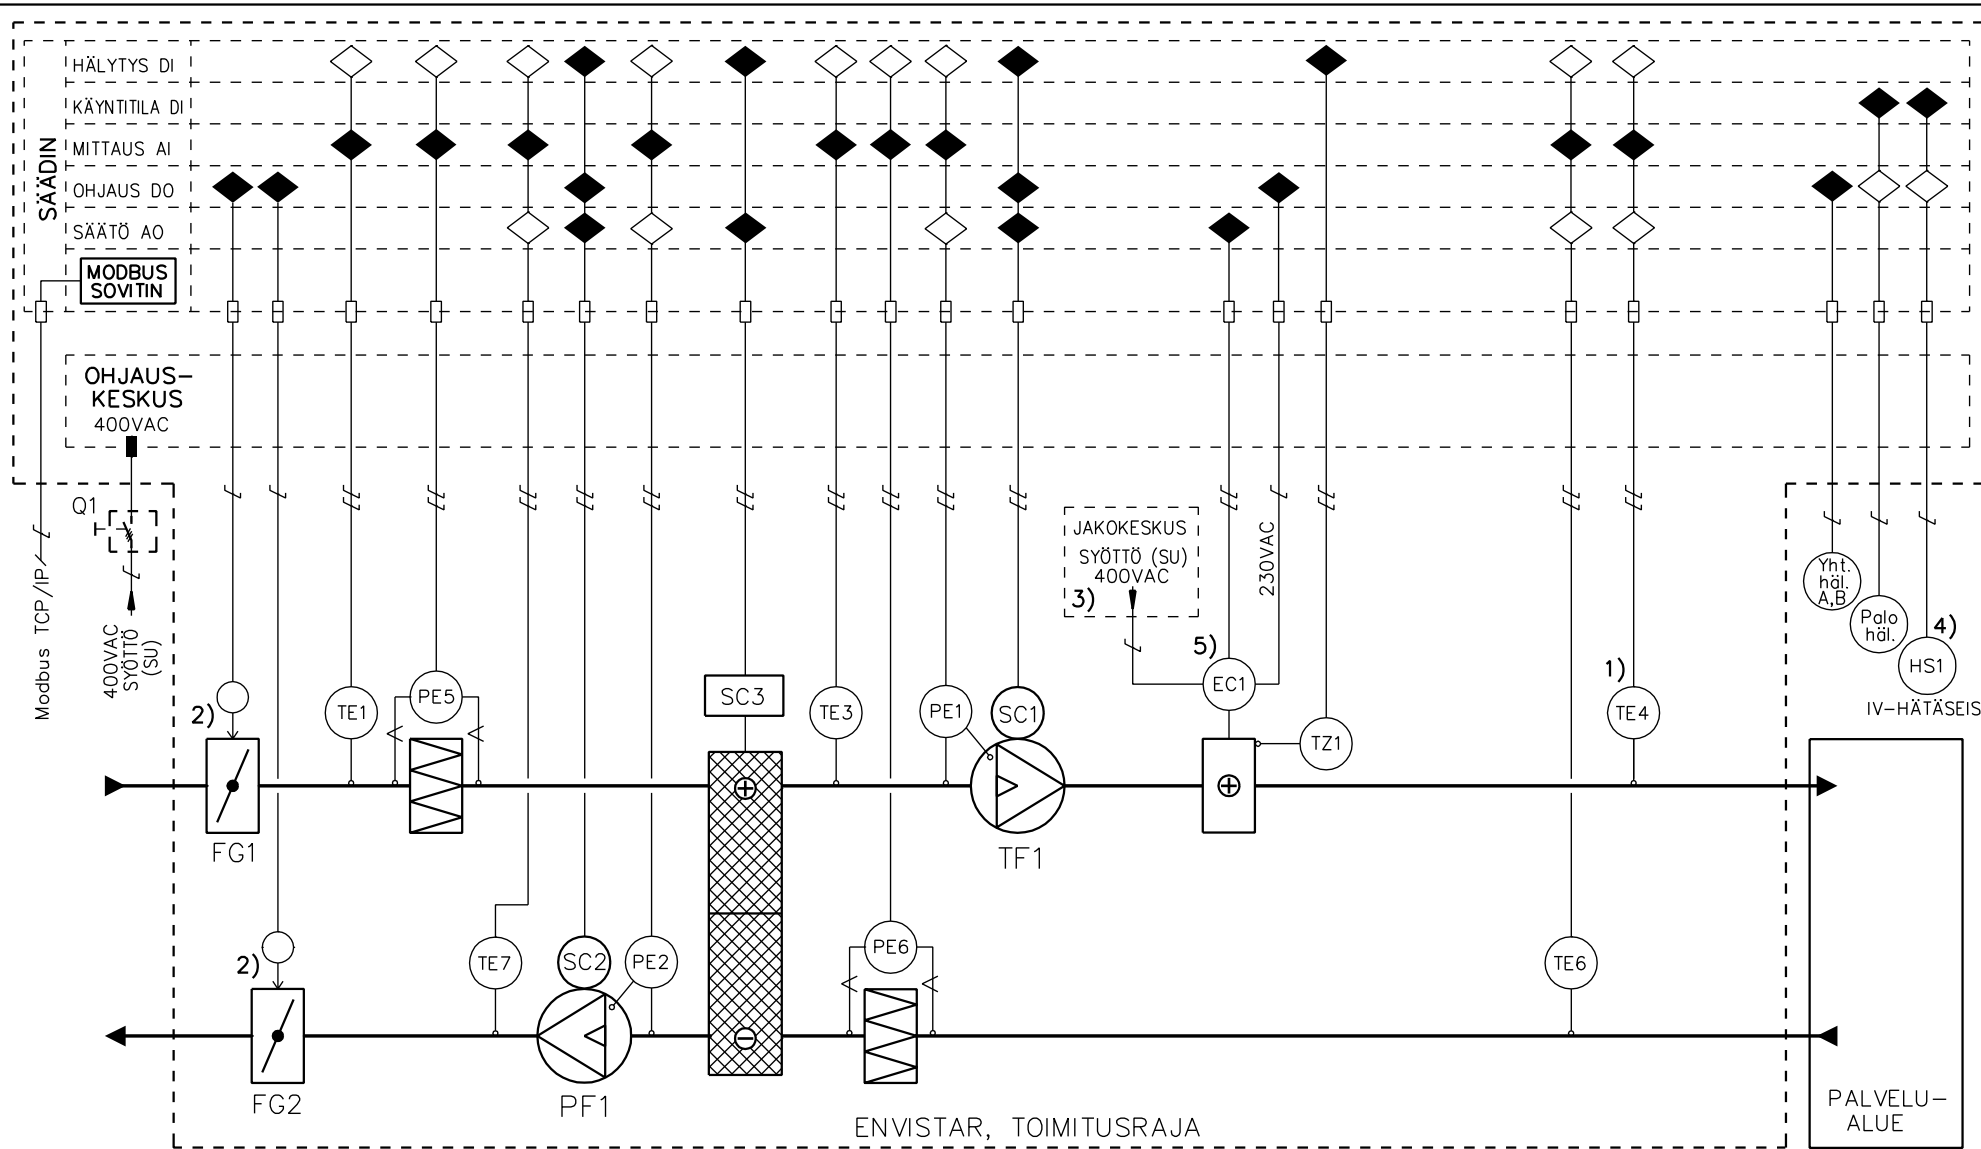 SÄÄDIN
HÄLYTYS DI
KÄYNTITILA DI
MITTAUS AI
OHJAUS DO
SÄÄTÖ AO
MODBUS
SOVITIN
OHJAUS-
KESKUS
400VAC
Q1
Modbus TCP/IP
400VAC
SYÖTTÖ
(SU)
JAKOKESKUS
SYÖTTÖ (SU)
400VAC
3)
230VAC
Yht.
häl.
A,B
Palo
häl.
4)
HS1
IV-HÄTÄSEIS
5)
EC1
1)
TE4
2)
TE1
PE5
SC3
TE3
PE1
SC1
TZ1
FG1
TF1
2)
TE7
SC2
PE2
PE6
TE6
FG2
PF1
ENVISTAR, TOIMITUSRAJA
PALVELU-
ALUE